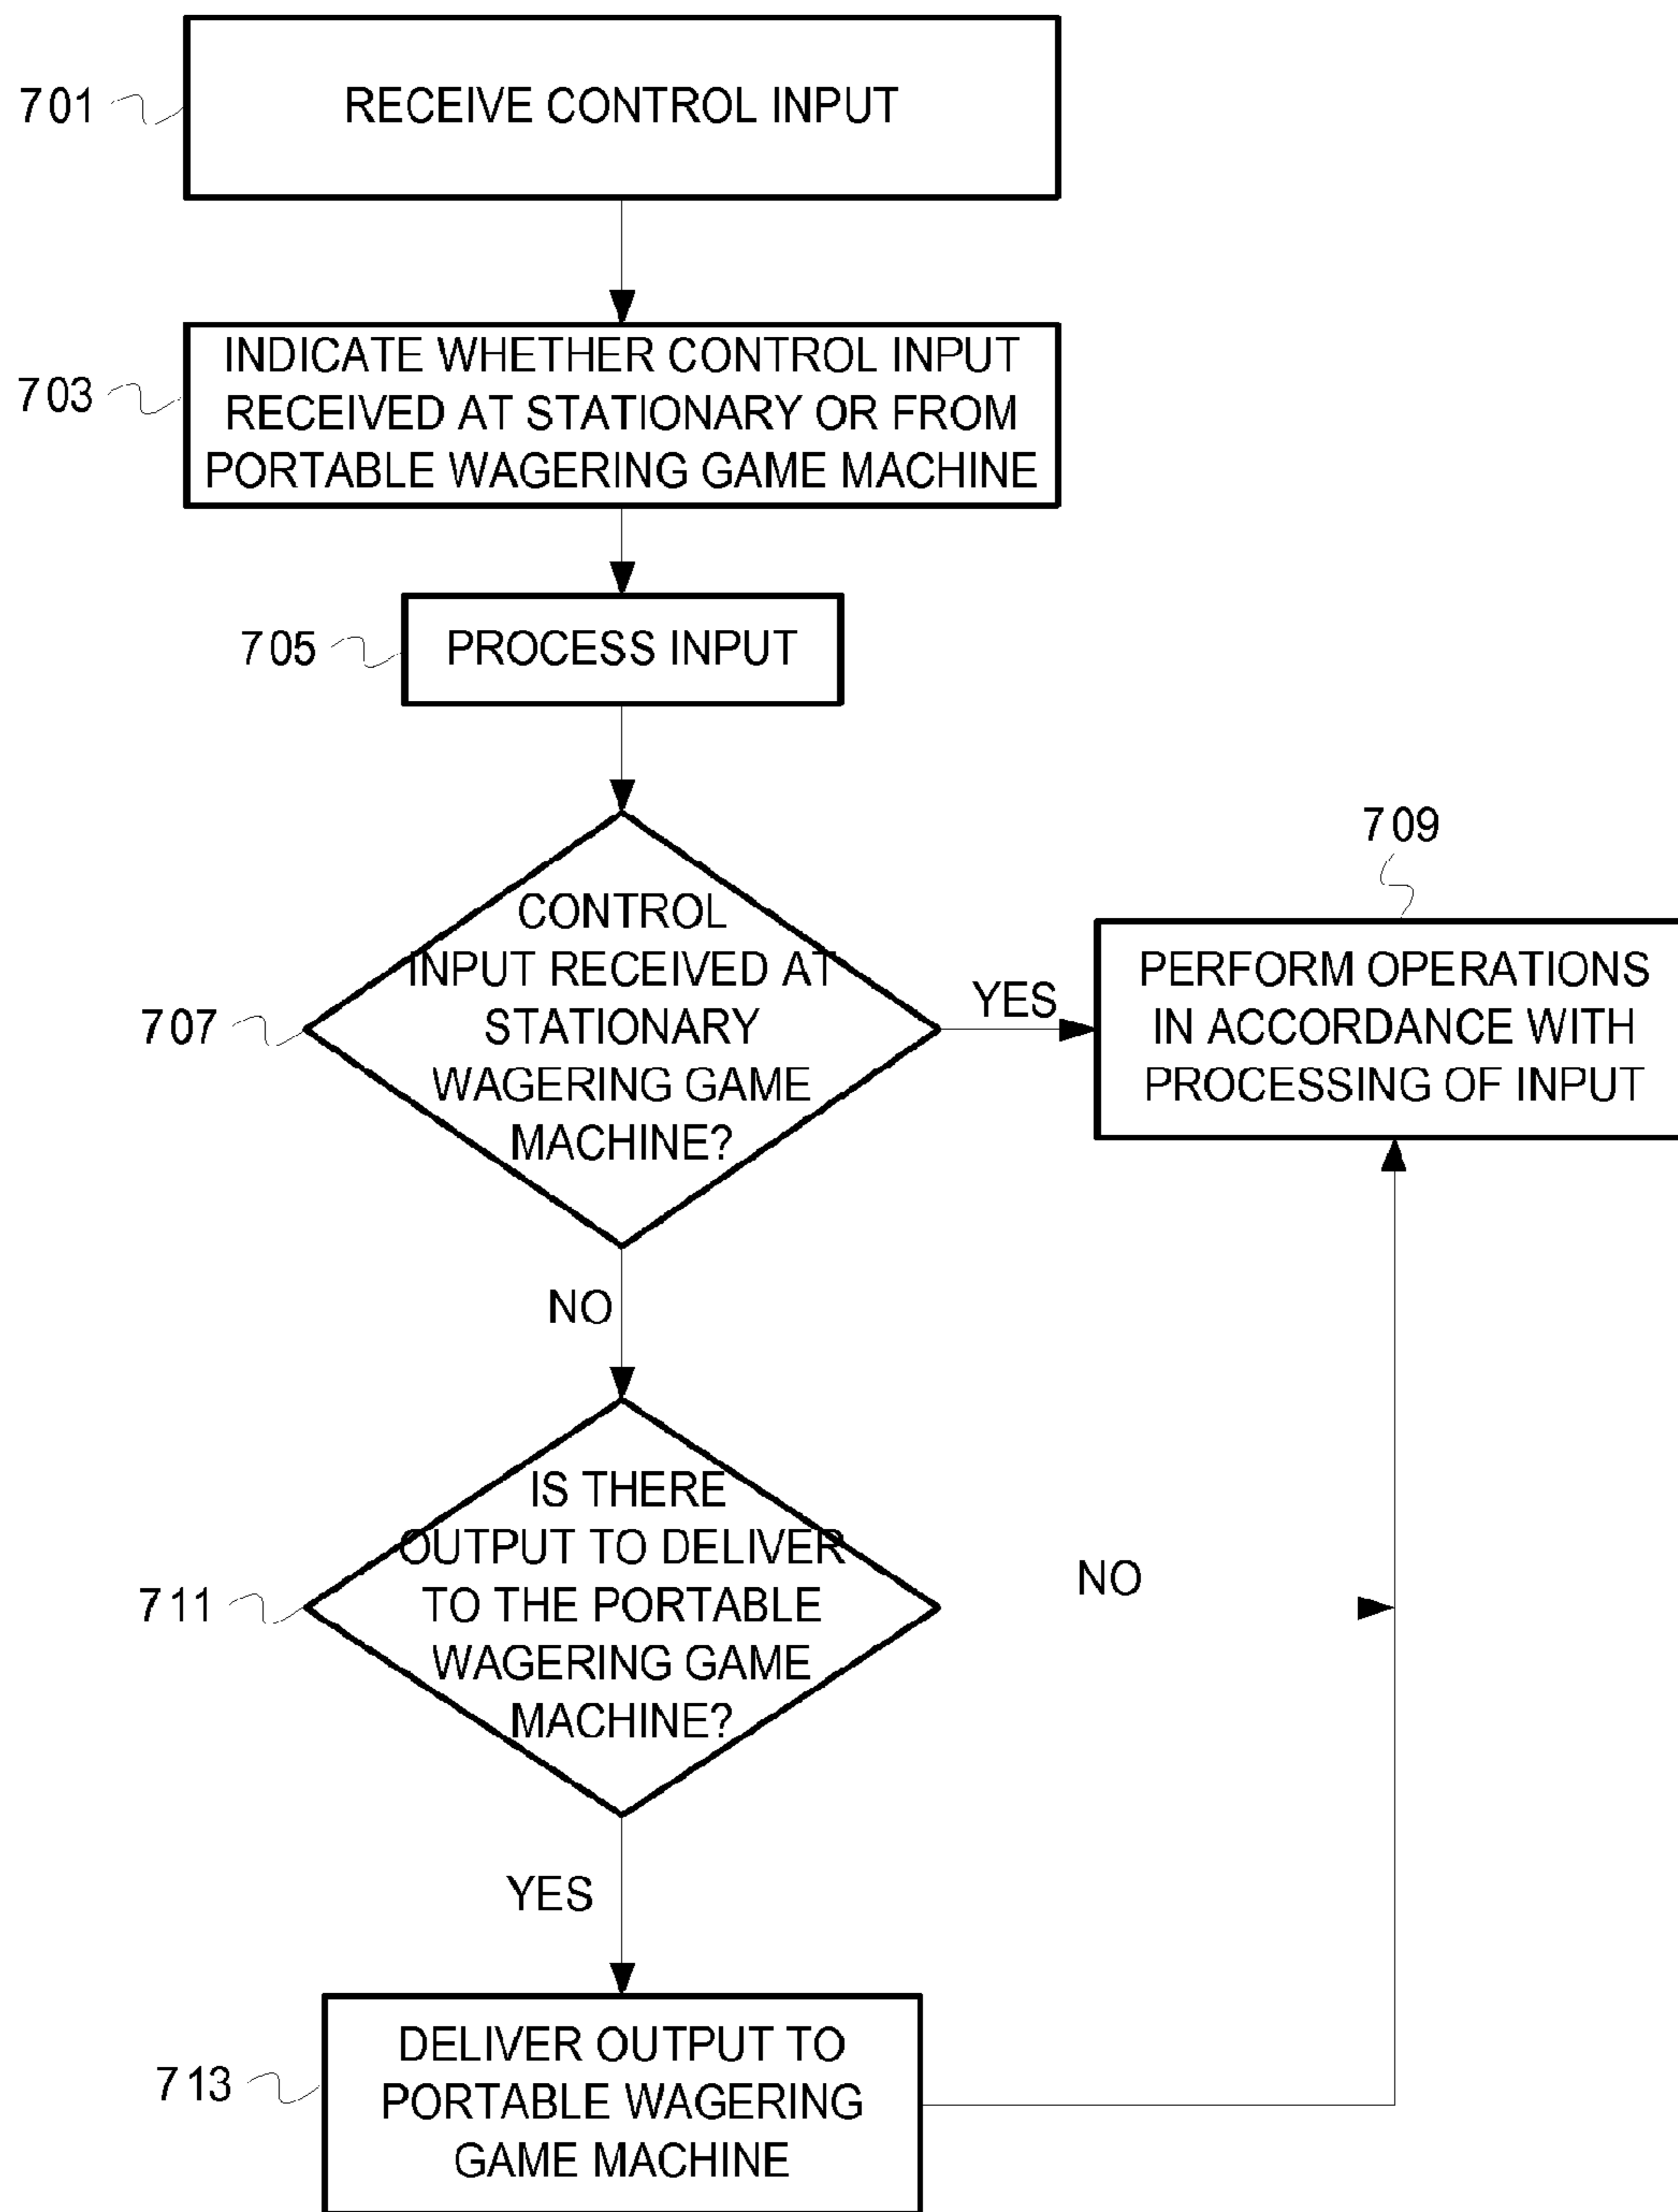 701
RECEIVE CONTROL INPUT
703
INDICATE WHETHER CONTROL INPUT
RECEIVED AT STATIONARY OR FROM
PORTABLE WAGERING GAME MACHINE
705
PROCESS INPUT
707
CONTROL
INPUT RECEIVED AT
STATIONARY
WAGERING GAME
MACHINE?
YES
709
PERFORM OPERATIONS
IN ACCORDANCE WITH
PROCESSING OF INPUT
NO
711
IS THERE
OUTPUT TO DELIVER
TO THE PORTABLE
WAGERING GAME
MACHINE?
NO
YES
713
DELIVER OUTPUT TO
PORTABLE WAGERING
GAME MACHINE